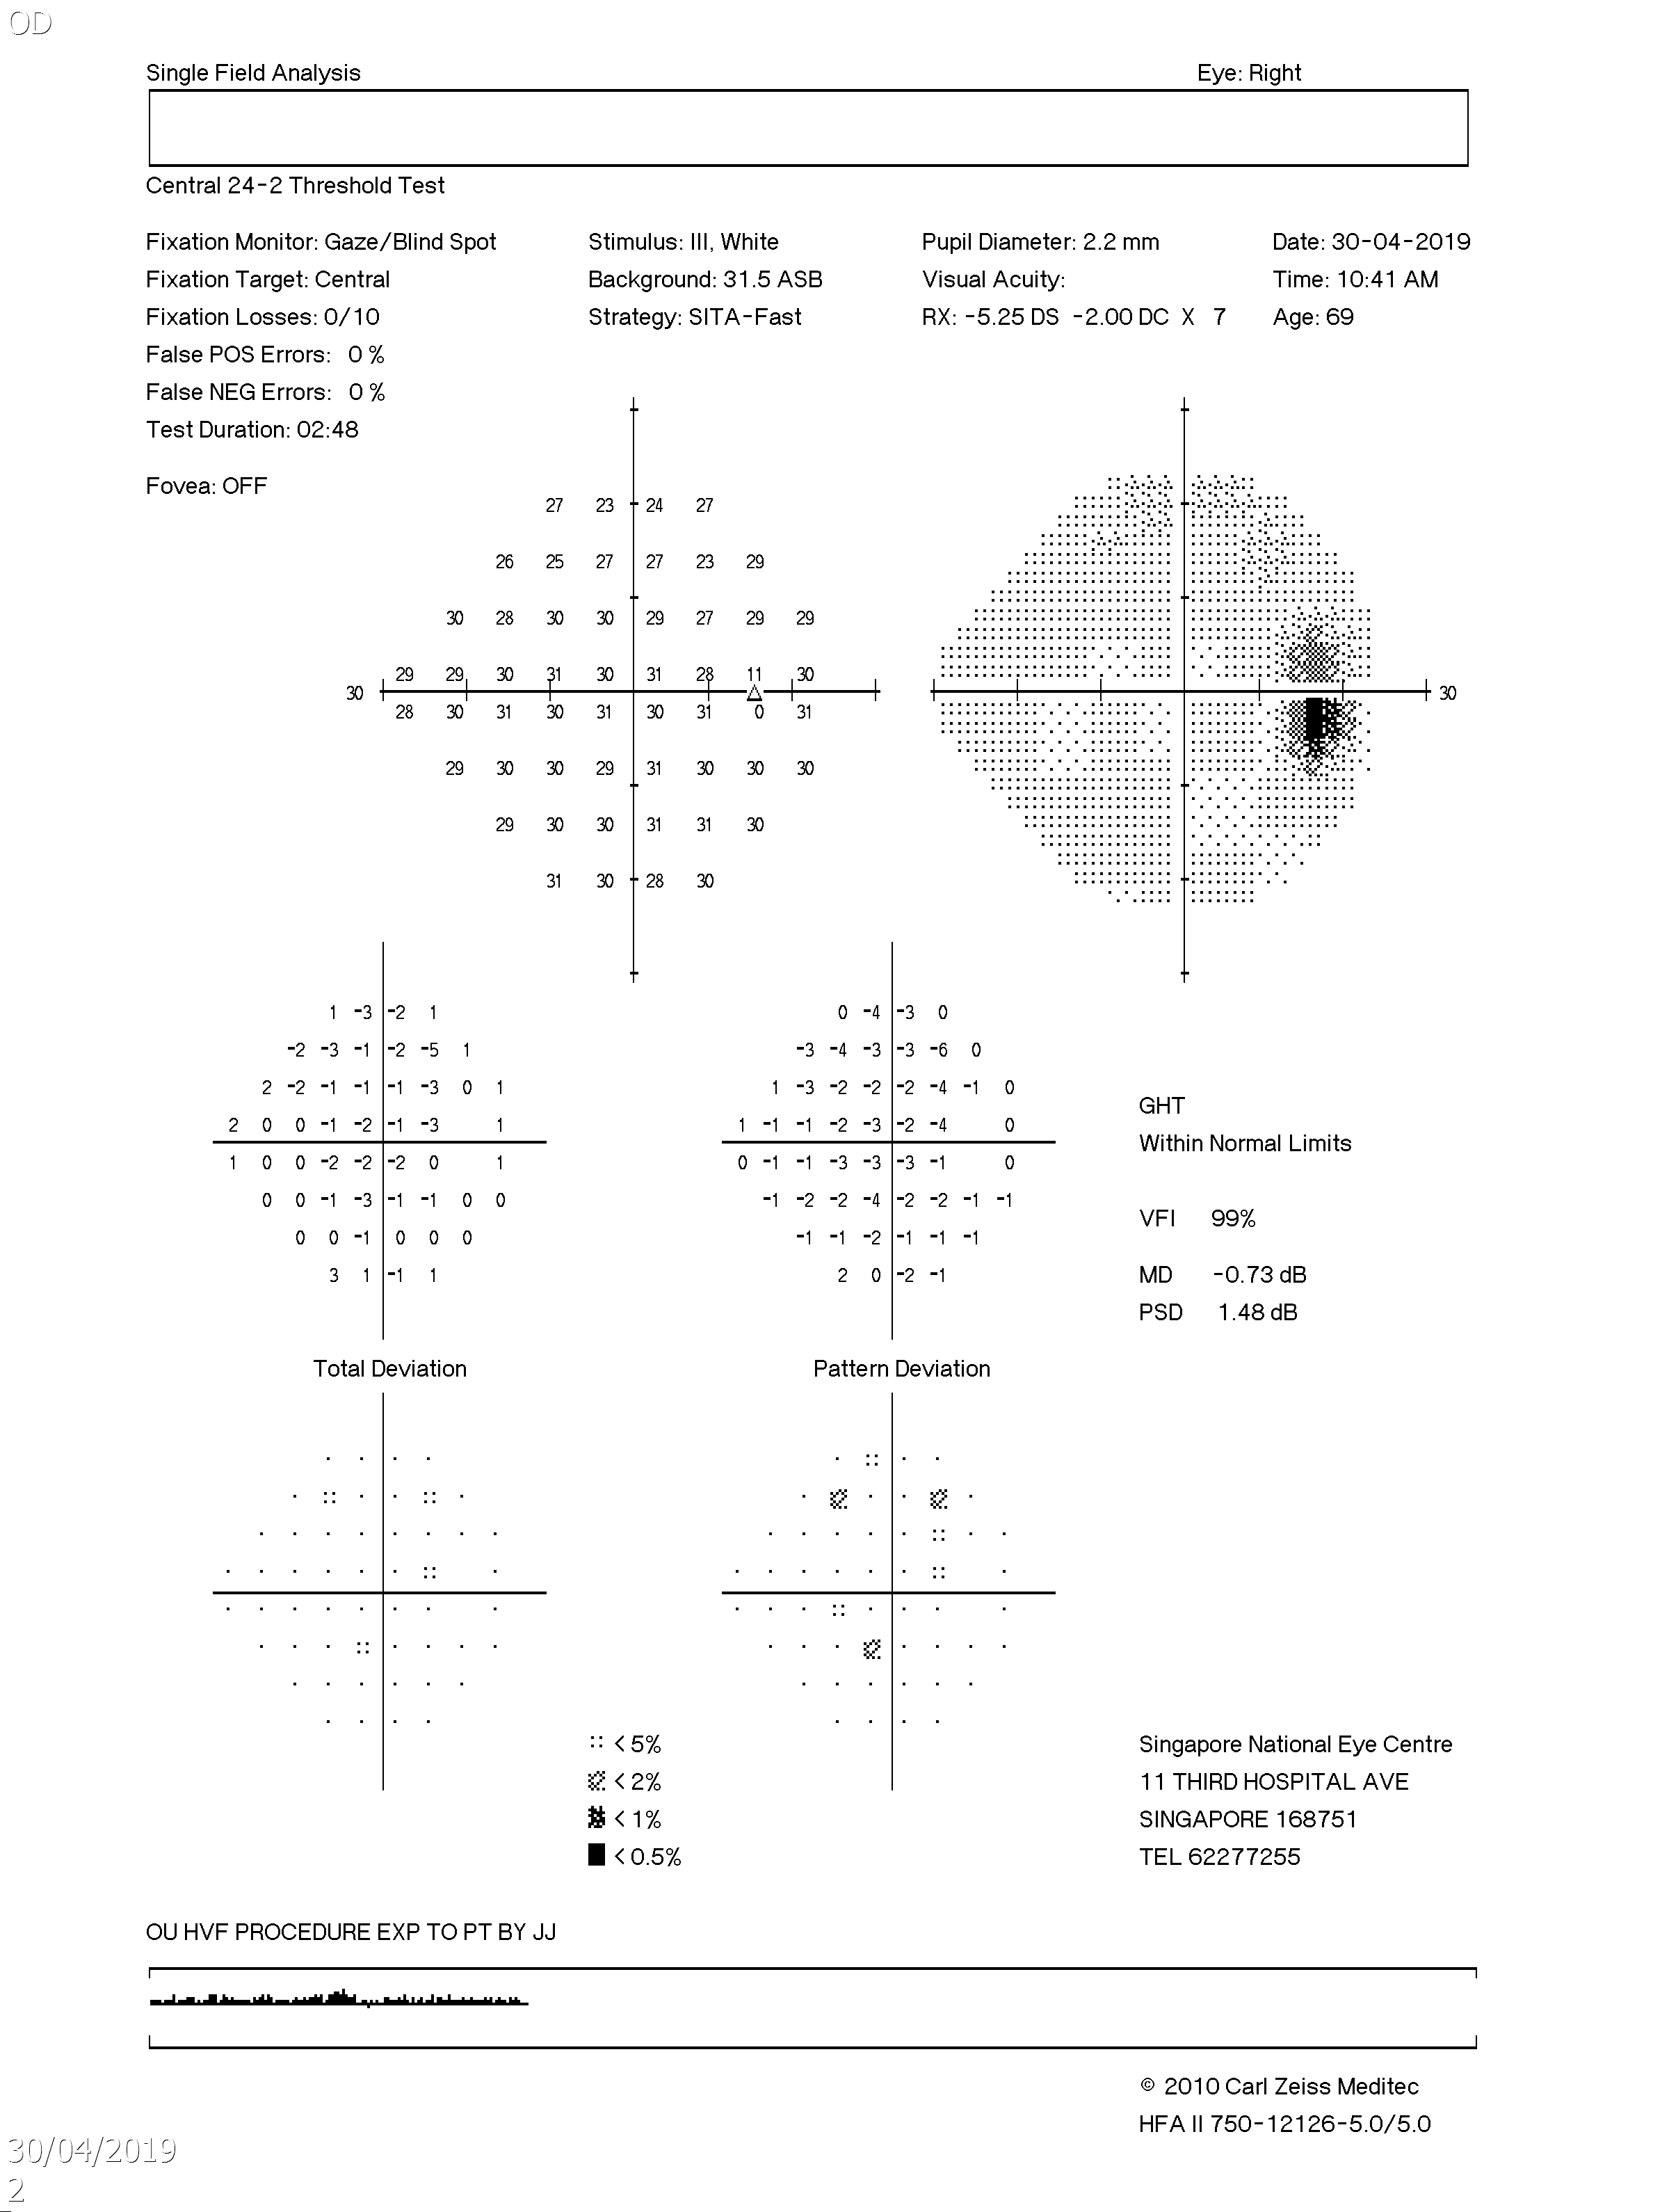 OD
Single Field Analysis Eye: Right
Central 24-2 Threshold Test
Fixation Monitor: Gaze/Blind Spot Stimulus: III, White Pupil Diameter: 2.2 mm Date: 30-04-2019
Fixation Target: Central Background: 31.5 ASB Visual Acuity: Time: 10:41 AM
Fixation Losses: 0/10 Strategy: SITA-Fast RX: -5.25 DS -2.00 DC X 7 Age: 69
False POS Errors: 0 %
False NEG Errors: 0 %
Test Duration: 02:48
Fovea: OFF
27 23 24 27
26 25 27 27 23 29
30 28 30 30 29 27 29 29
29 29 30 31 30 31 28 11 30
30 30
28 30 31 30 31 30 31 0 31
29 30 30 29 31 30 30 30
29 30 30 31 31 30
31 30 28 30
1 -3 -2 1 0 -4 -3 0
-2 -3 -1 -2 -5 1 -3 -4 -3 -3 -6 0
2 -2 -1 -1 -1 -3 0 1 1 -3 -2 -2 -2 -4 -1 0
2 0 0 -1 -2 -1 -3 1 1 -1 -1 -2 -3 -2 -4 0
1 0 0 -2 -2 -2 0 1 0 -1 -1 -3 -3 -3 -1 0
0 0 -1 -3 -1 -1 0 0 -1 -2 -2 -4 -2 -2 -1 -1
0 0 -1 0 0 0 -1 -1 -2 -1 -1 -1
3 1 -1 1 2 0 -2 -1
GHT
Within Normal Limits
VFI 99%
MD -0.73 dB
PSD 1.48 dB
Total Deviation Pattern Deviation
< 5%
< 2%
< 1%
< 0.5%
Singapore National Eye Centre
11 THIRD HOSPITAL AVE
SINGAPORE 168751
TEL 62277255
OU HVF PROCEDURE EXP TO PT BY JJ
© 2010 Carl Zeiss Meditec
HFA II 750-12126-5.0/5.0
30/04/2019
2